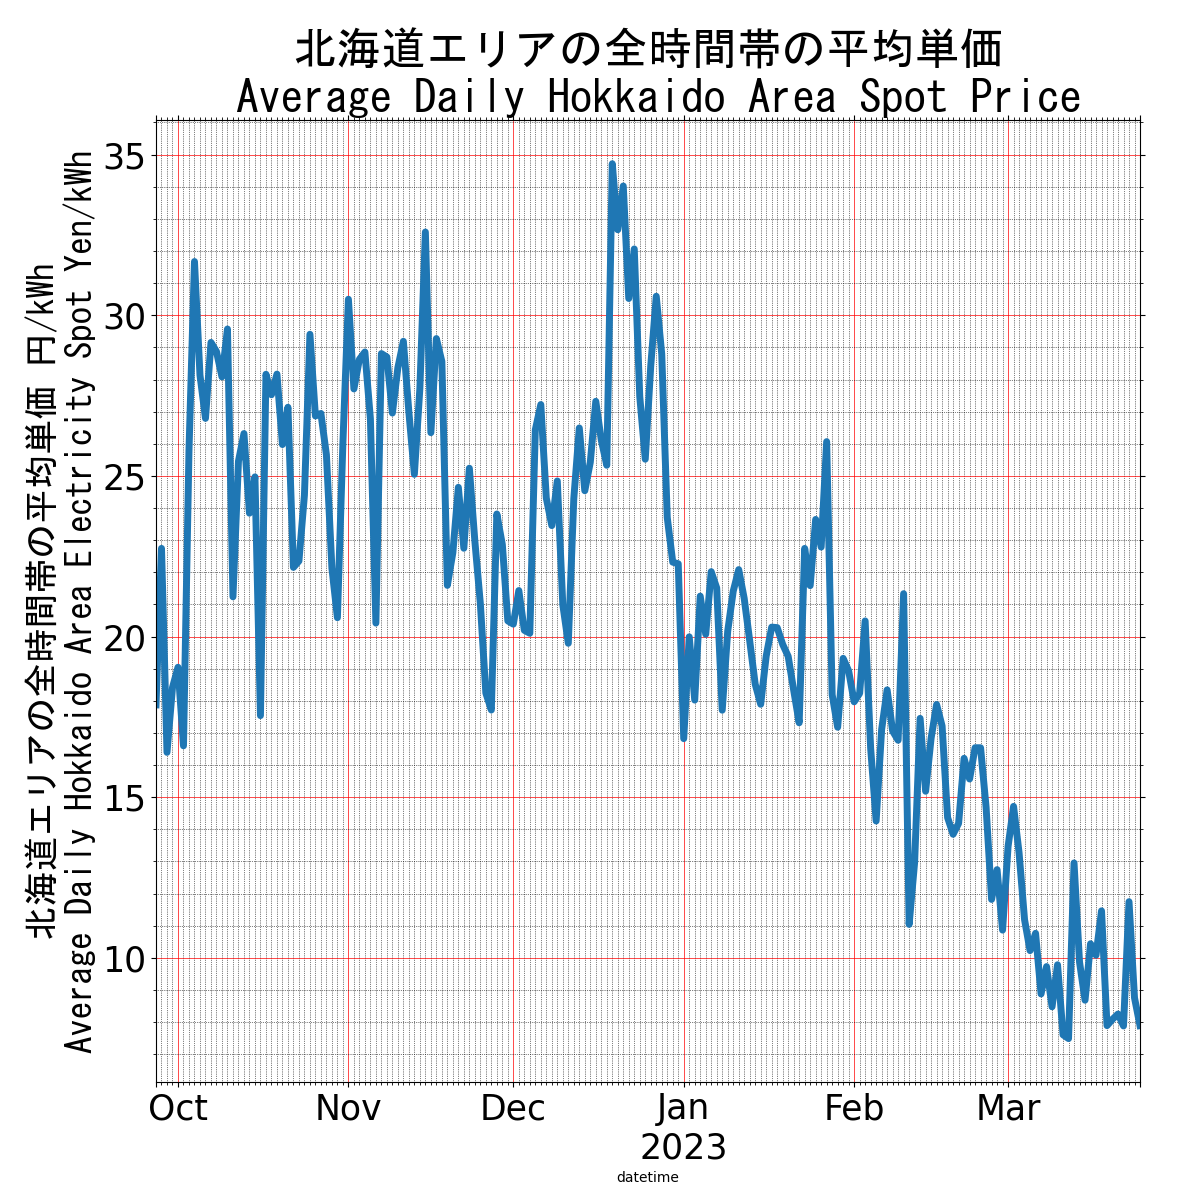 北海道エリアの全時間帯の平均単価
Average Daily Hokkaido Area Spot Price
北海道エリアの全時間帯の平均単価 円/kWh
Average Daily Hokkaido Area Electricity Spot Yen/kWh
35
30
25
20
15
10
Oct Nov Dec Jan Feb Mar
2023
datetime